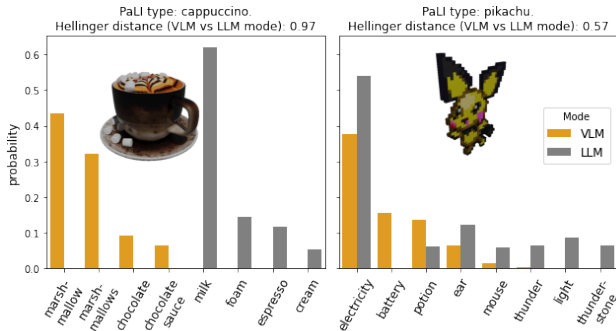 PaLI type: cappuccino.
Hellinger distance (VLM vs LLM mode): 0.97
PaLI type: pikachu.
Hellinger distance (VLM vs LLM mode): 0.57
probability
0.6
0.5
0.4
0.3
0.2
0.1
0.0
Mode
VLM
LLM
marsh-
mallow
marsh-
mallows
chocolate
chocolate
sauce
milk
foam
espresso
cream
electricity
battery
potion
ear
mouse
thunder
light
thunder-
stone